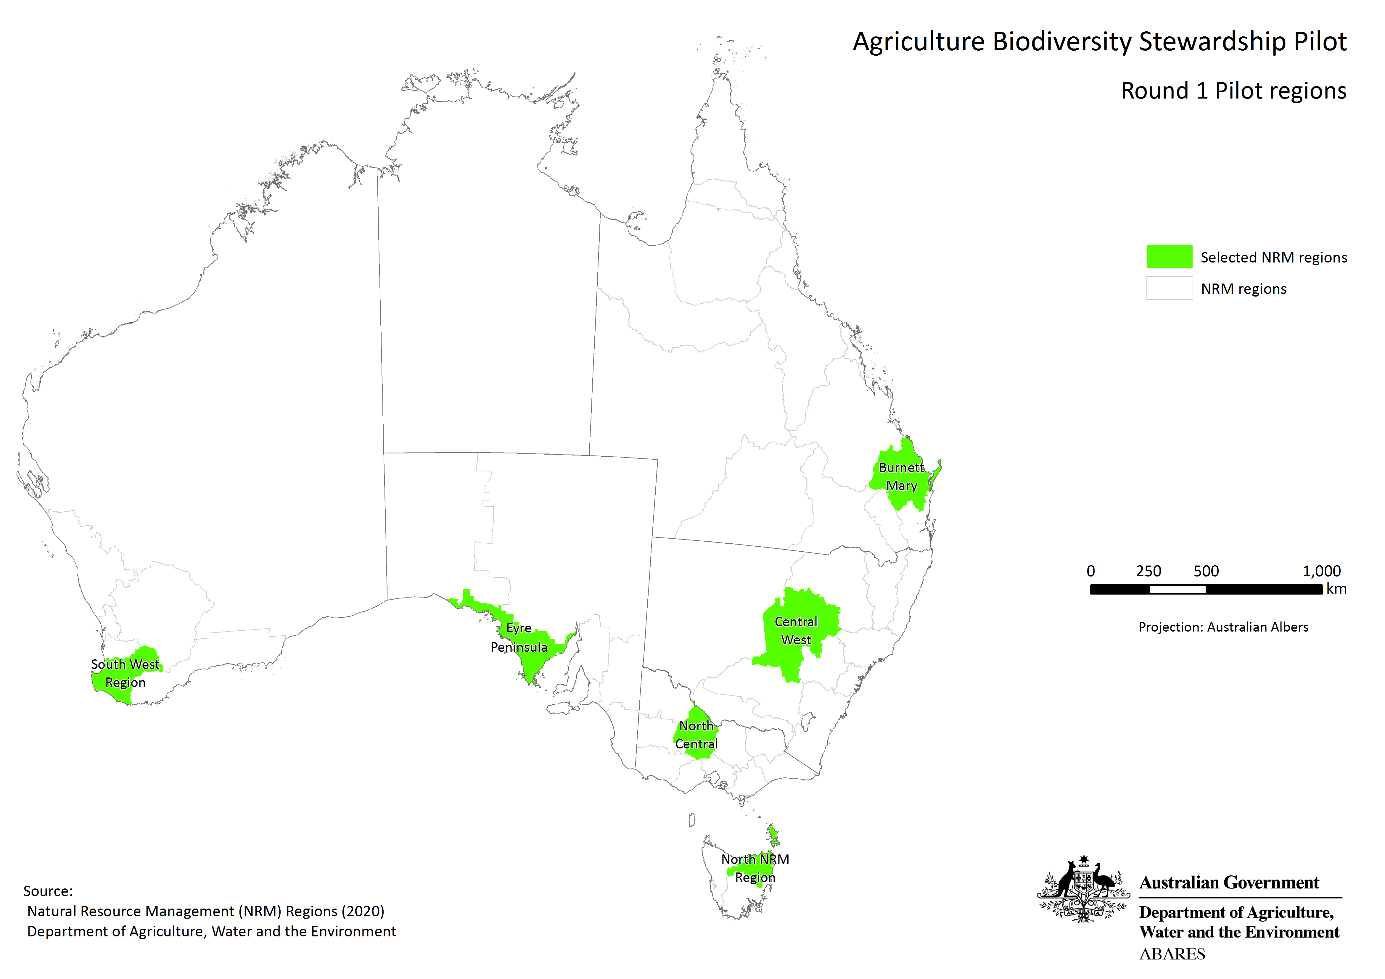 Agriculture Biodiversity Stewardship Pilot
Round 1 Pilot regions
Selected NRM regions
NRM regions
Burnett
Mary
0 250 500 1,000
km
Projection: Australian Albers
Central
West
Eyre
Peninsula
South West
Region
North
Central
North NRM
Region
Source:
Natural Resource Management (NRM) Regions (2020)
Department of Agriculture, Water and the Environment
Australian Government
Department of Agriculture,
Water and the Environment
ABARES